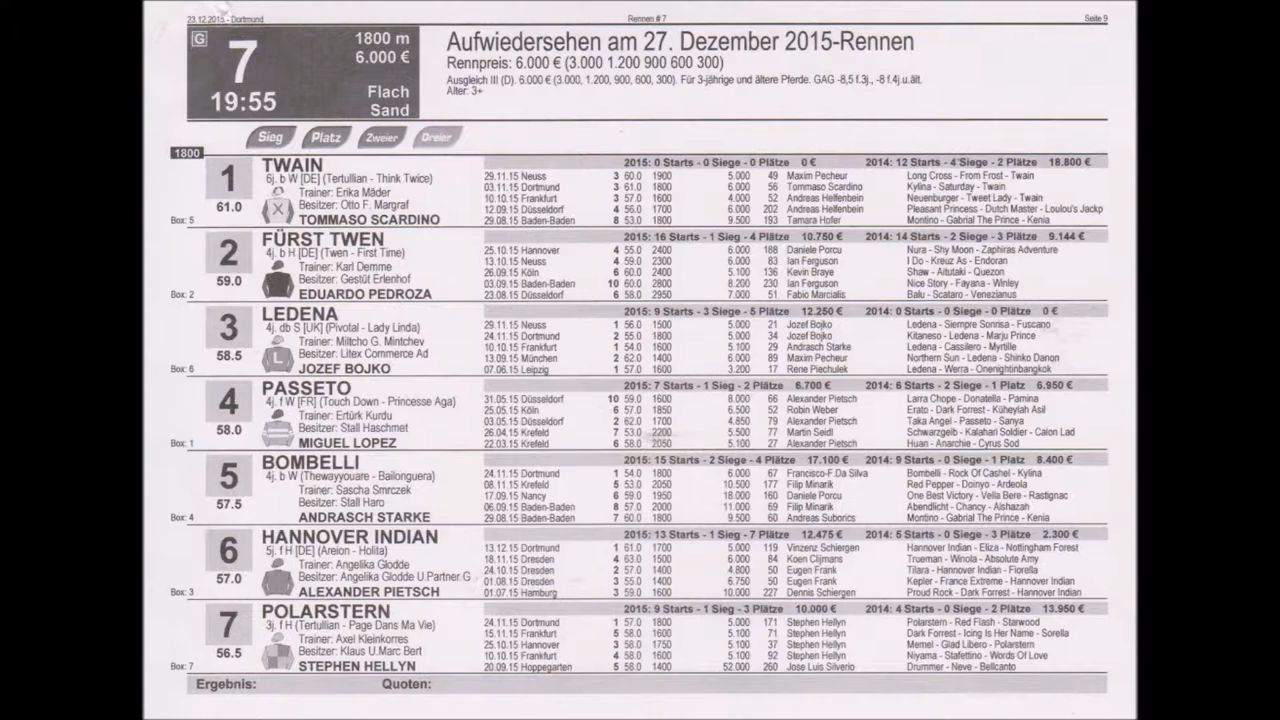 23.12.2015 - Dortmund Rennen # 7 Seite 9
G 7 1800 m
6.000 €
19:55 Flach
Sand
Aufwiedersehen am 27. Dezember 2015-Rennen
Rennpreis: 6.000 € (3.000 1.200 900 600 300)
Ausgleich III (D). 6.000 € (3.000, 1.200, 900, 600, 300). Für 3-jährige und ältere Pferde. GAG -8,5 f.3j., -8 f.4j.u.ält.
Alter: 3+
Sieg Platz Zweier Dreier
1800
1 TWAIN 2015: 0 Starts - 0 Siege - 0 Plätze 0 € 2014: 12 Starts - 4 Siege - 2 Plätze 18.800 €
6j. b W [DE] (Tertullian - Think Twice) 29.11.15 Neuss 3 60.0 1900 5.000 49 Maxim Pecheur Long Cross - From Frost - Twain
Trainer: Erika Mäder 03.11.15 Dortmund 3 61.0 1800 6.000 56 Tommaso Scardino Kylina - Saturday - Twain
61.0 Besitzer: Otto F. Margraf 10.10.15 Frankfurt 3 57.0 1600 4.000 52 Andreas Helfenbein Neuenburger - Tweet Lady - Twain
12.09.15 Düsseldorf 4 56.0 1700 6.000 202 Andreas Helfenbein Pleasant Princess - Dutch Master - Loulou's Jackp
Box: 5 TOMMASO SCARDINO 29.08.15 Baden-Baden 8 53.0 1800 9.500 193 Tamara Hofer Montino - Gabrial The Prince - Kenia
2 FÜRST TWEN 2015: 16 Starts - 1 Sieg - 4 Plätze 10.750 € 2014: 14 Starts - 2 Siege - 3 Plätze 9.144 €
4j. b H [DE] (Twen - First Time) 25.10.15 Hannover 4 55.0 2400 6.000 188 Daniele Porcu Nura - Shy Moon - Zaphiras Adventure
Trainer: Karl Demme 13.10.15 Neuss 4 59.0 2300 6.000 83 Ian Ferguson I Do - Kreuz As - Endoran
59.0 Besitzer: Gestüt Erlenhof 26.09.15 Köln 6 60.0 2400 5.100 136 Kevin Braye Shaw - Aitutaki - Quezon
03.09.15 Baden-Baden 10 60.0 2800 8.200 230 Ian Ferguson Nice Story - Fayana - Winley
Box: 2 EDUARDO PEDROZA 23.08.15 Düsseldorf 6 58.0 2950 7.000 51 Fabio Marcialis Balu - Scataro - Venezianus
3 LEDENA 2015: 9 Starts - 3 Siege - 5 Plätze 12.250 € 2014: 0 Starts - 0 Siege - 0 Plätze 0 €
4j. db S [UK] (Pivotal - Lady Linda) 29.11.15 Neuss 1 56.0 1500 5.000 21 Jozef Bojko Ledena - Siempre Sonrisa - Fuscano
Trainer: Miltcho G. Mintchev 24.11.15 Dortmund 2 55.0 1800 5.000 34 Jozef Bojko Kitaneso - Ledena - Marju Prince
58.5 L Besitzer: Litex Commerce Ad 10.10.15 Frankfurt 1 54.0 1600 5.100 29 Andrasch Starke Ledena - Cassilero - Myrtille
13.09.15 München 2 62.0 1400 6.000 89 Maxim Pecheur Northern Sun - Ledena - Shinko Danon
Box: 6 JOZEF BOJKO 07.06.15 Leipzig 1 57.0 1600 3.200 17 Rene Piechulek Ledena - Werra - Onenightinbangkok
4 PASSETO 2015: 7 Starts - 1 Sieg - 2 Plätze 6.700 € 2014: 6 Starts - 2 Siege - 1 Platz 6.950 €
4j. f W [FR] (Touch Down - Princesse Aga) 31.05.15 Düsseldorf 10 59.0 1600 8.000 66 Alexander Pietsch Larra Chope - Donatella - Pamina
Trainer: Ertürk Kurdu 25.05.15 Köln 6 57.0 1850 6.500 52 Robin Weber Erato - Dark Forrest - Küheylah Asil
58.0 Besitzer: Stall Haschmet 03.05.15 Düsseldorf 2 62.0 1700 4.850 79 Alexander Pietsch Taka Angel - Passeto - Sanya
26.04.15 Krefeld 7 53.0 2200 5.500 77 Martin Seidl Schwarzgelb - Kalahari Soldier - Calon Lad
Box: 1 MIGUEL LOPEZ 22.03.15 Krefeld 6 58.0 2050 5.100 27 Alexander Pietsch Huan - Anarchie - Cyrus Sod
5 BOMBELLI 2015: 15 Starts - 2 Siege - 4 Plätze 17.100 € 2014: 9 Starts - 0 Siege - 1 Platz 8.400 €
4j. b W (Thewayyouare - Bailonguera) 24.11.15 Dortmund 1 54.0 1800 6.000 67 Francisco-F.Da Silva Bombelli - Rock Of Cashel - Kylina
Trainer: Sascha Smrczek 08.11.15 Krefeld 5 53.0 2050 10.500 177 Filip Minarik Red Pepper - Doinyo - Ardeola
57.5 Besitzer: Stall Haro 17.09.15 Nancy 6 59.0 1950 18.000 160 Daniele Porcu One Best Victory - Vella Bere - Rastignac
06.09.15 Baden-Baden 8 57.0 2000 11.000 69 Filip Minarik Abendlicht - Chancy - Alshazah
Box: 4 ANDRASCH STARKE 29.08.15 Baden-Baden 7 60.0 1800 9.500 60 Andreas Suborics Montino - Gabrial The Prince - Kenia
6 HANNOVER INDIAN 2015: 13 Starts - 1 Sieg - 7 Plätze 12.475 € 2014: 5 Starts - 0 Siege - 3 Plätze 2.300 €
5j. f H [DE] (Areion - Holita) 13.12.15 Dortmund 1 61.0 1700 5.000 119 Vinzenz Schiergen Hannover Indian - Eliza - Nottingham Forest
Trainer: Angelika Glodde 18.11.15 Dresden 4 63.0 1500 6.000 84 Koen Clijmans Trueman - Winola - Absolute Amy
57.0 Besitzer: Angelika Glodde U.Partner G 24.10.15 Dresden 2 57.0 1400 4.800 50 Eugen Frank Tilara - Hannover Indian - Fiorella
01.08.15 Dresden 3 55.0 1400 6.750 50 Eugen Frank Kepler - France Extreme - Hannover Indian
Box: 3 ALEXANDER PIETSCH 01.07.15 Hamburg 3 59.0 1600 10.000 227 Dennis Schiergen Proud Rock - Dark Forrest - Hannover Indian
7 POLARSTERN 2015: 9 Starts - 1 Sieg - 3 Plätze 10.000 € 2014: 4 Starts - 0 Siege - 2 Plätze 13.950 €
3j. f H (Tertullian - Page Dans Ma Vie) 24.11.15 Dortmund 1 57.0 1800 5.000 171 Stephen Hellyn Polarstern - Red Flash - Starwood
Trainer: Axel Kleinkorres 15.11.15 Frankfurt 5 58.0 1600 5.100 71 Stephen Hellyn Dark Forrest - Icing Is Her Name - Sorella
56.5 Besitzer: Klaus U.Marc Bert 25.10.15 Hannover 3 58.0 1750 5.100 37 Stephen Hellyn Memel - Glad Libero - Polarstern
10.10.15 Frankfurt 4 58.0 1600 5.100 92 Stephen Hellyn Niyama - Stafettino - Words Of Love
Box: 7 STEPHEN HELLYN 20.09.15 Hoppegarten 5 58.0 1400 52.000 260 Jose Luis Silverio Drummer - Neve - Bellcanto
Ergebnis: Quoten: